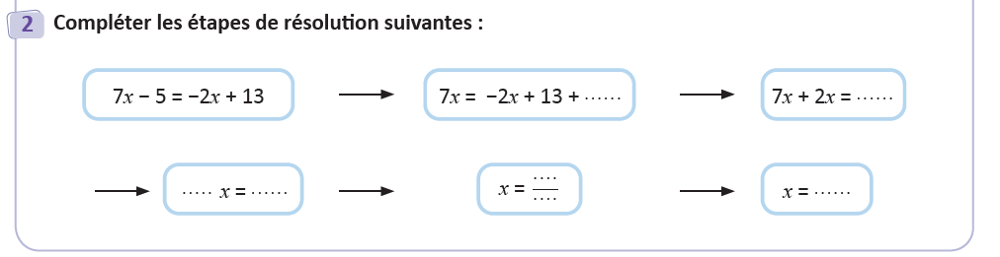 2 Compléter les étapes de résolution suivantes :
7x − 5 = −2x + 13 → 7x = −2x + 13 + ...... → 7x + 2x = ......
→ ..... x = ...... → x = ..../.... → x = ......